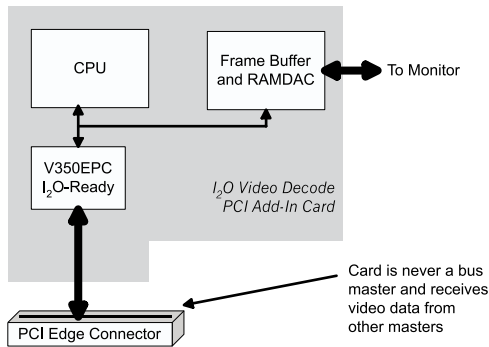 CPU
Frame Buffer
and RAMDAC
To Monitor
V350EPC
I2O-Ready
I2O Video Decode
PCI Add-In Card
Card is never a bus
master and receives
video data from
other masters
PCI Edge Connector